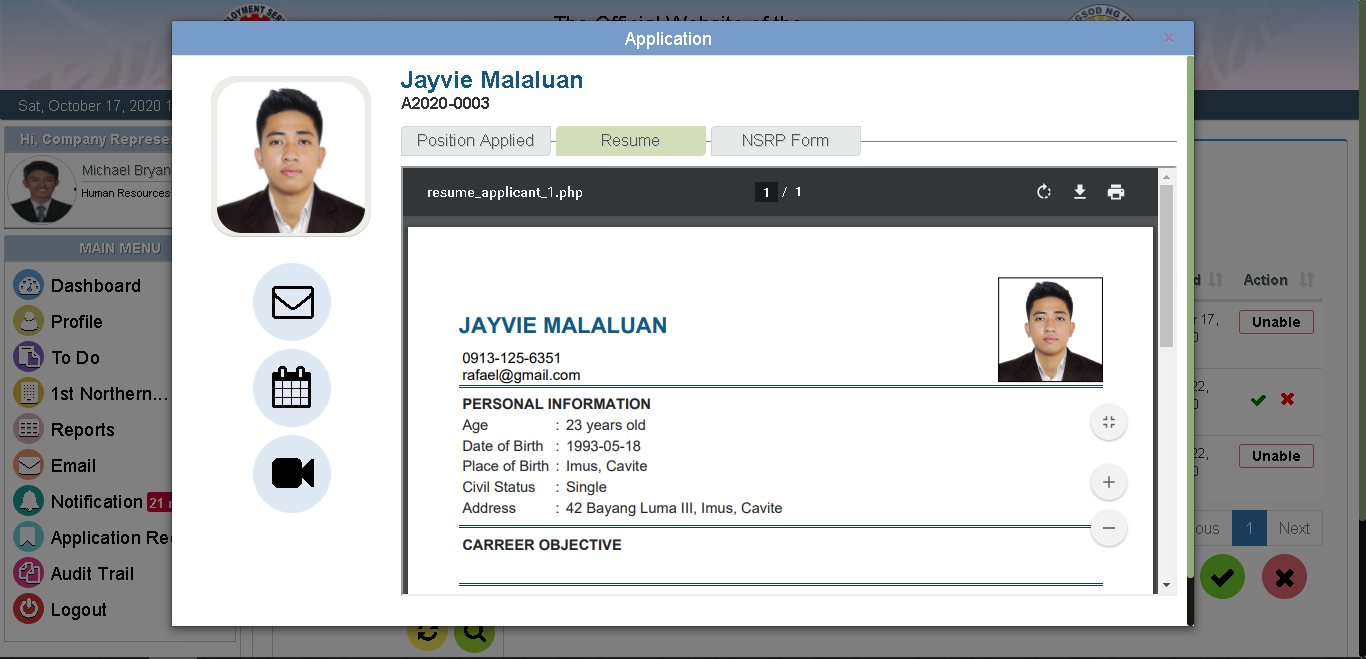 The Official Website of the
Application
×
Sat, October 17, 2020 1
Hi, Company Represe
Michael Bryan
Human Resources
MAIN MENU
Dashboard
Profile
To Do
1st Northern...
Reports
Email
Notification 21
Application Re
Audit Trail
Logout
Jayvie Malaluan
A2020-0003
Position Applied
Resume
NSRP Form
resume_applicant_1.php
1 / 1
JAYVIE MALALUAN
0913-125-6351
rafael@gmail.com
PERSONAL INFORMATION
Age : 23 years old
Date of Birth : 1993-05-18
Place of Birth : Imus, Cavite
Civil Status : Single
Address : 42 Bayang Luma III, Imus, Cavite
CARREER OBJECTIVE
d Action
17, Unable
22,
22, Unable
ous 1 Next